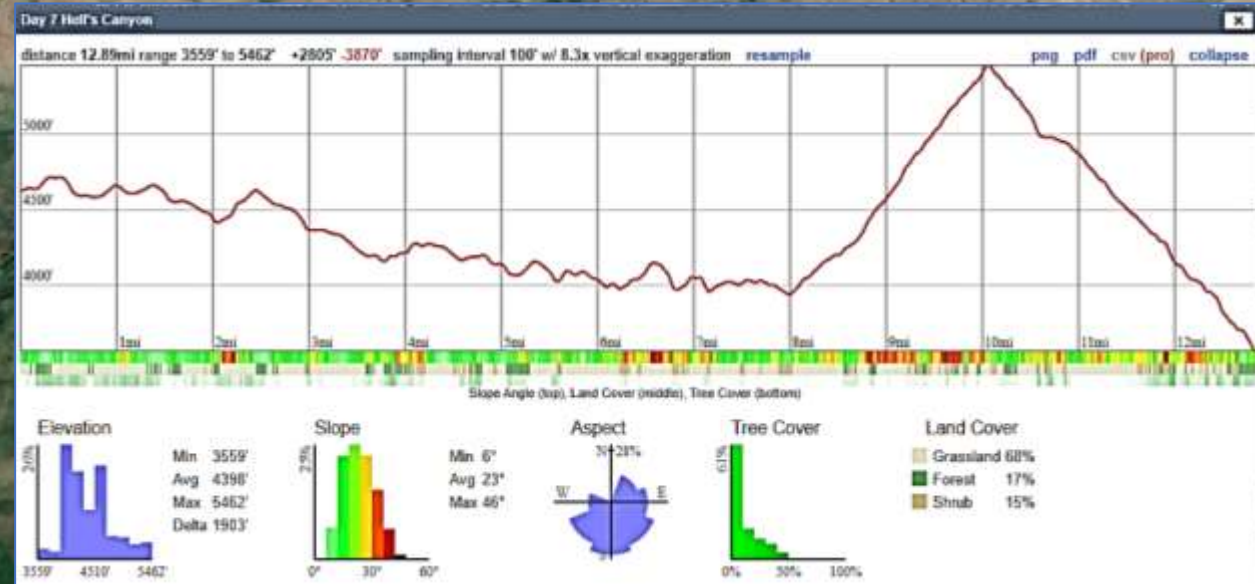 Day 7 Hell's Canyon
x
distance 12.89mi range 3559' to 5462' +2805' -3870' sampling interval 100' w/ 8.3x vertical exaggeration resample png pdf csv (pro) collapse
5000'
4500'
4000'
1mi 2mi 3mi 4mi 5mi 6mi 7mi 8mi 9mi 10mi 11mi 12mi
Slope Angle (top), Land Cover (middle), Tree Cover (bottom)
Elevation
Min 3559'
Avg 4398'
Max 5462'
Delta 1903'
3559' 4510' 5462'
Slope
Min 6°
Avg 23°
Max 46°
0° 30° 60°
Aspect
N 28%
W E
Tree Cover
61%
0% 50% 100%
Land Cover
Grassland 68%
Forest 17%
Shrub 15%